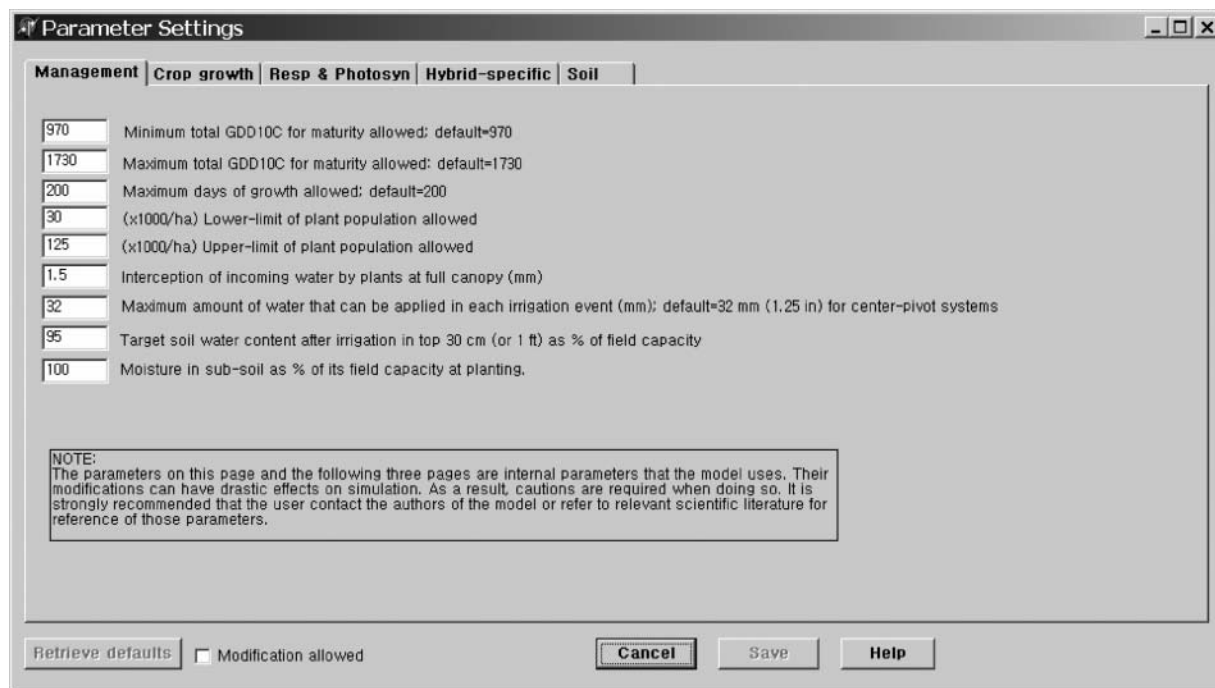 Parameter Settings
Management Crop growth Resp & Photosyn Hybrid-specific Soil
970 Minimum total GDD10C for maturity allowed; default=970
1730 Maximum total GDD10C for maturity allowed: default=1730
200 Maximum days of growth allowed; default=200
30 (x1000/ha) Lower-limit of plant population allowed
125 (x1000/ha) Upper-limit of plant population allowed
1.5 Interception of incoming water by plants at full canopy (mm)
32 Maximum amount of water that can be applied in each irrigation event (mm); default=32 mm (1.25 in) for center-pivot systems
95 Target soil water content after irrigation in top 30 cm (or 1 ft) as % of field capacity
100 Moisture in sub-soil as % of its field capacity at planting.
NOTE:
The parameters on this page and the following three pages are internal parameters that the model uses. Their
modifications can have drastic effects on simulation. As a result, cautions are required when doing so. It is
strongly recommended that the user contact the authors of the model or refer to relevant scientific literature for
reference of those parameters.
Retrieve defaults Modification allowed Cancel Save Help